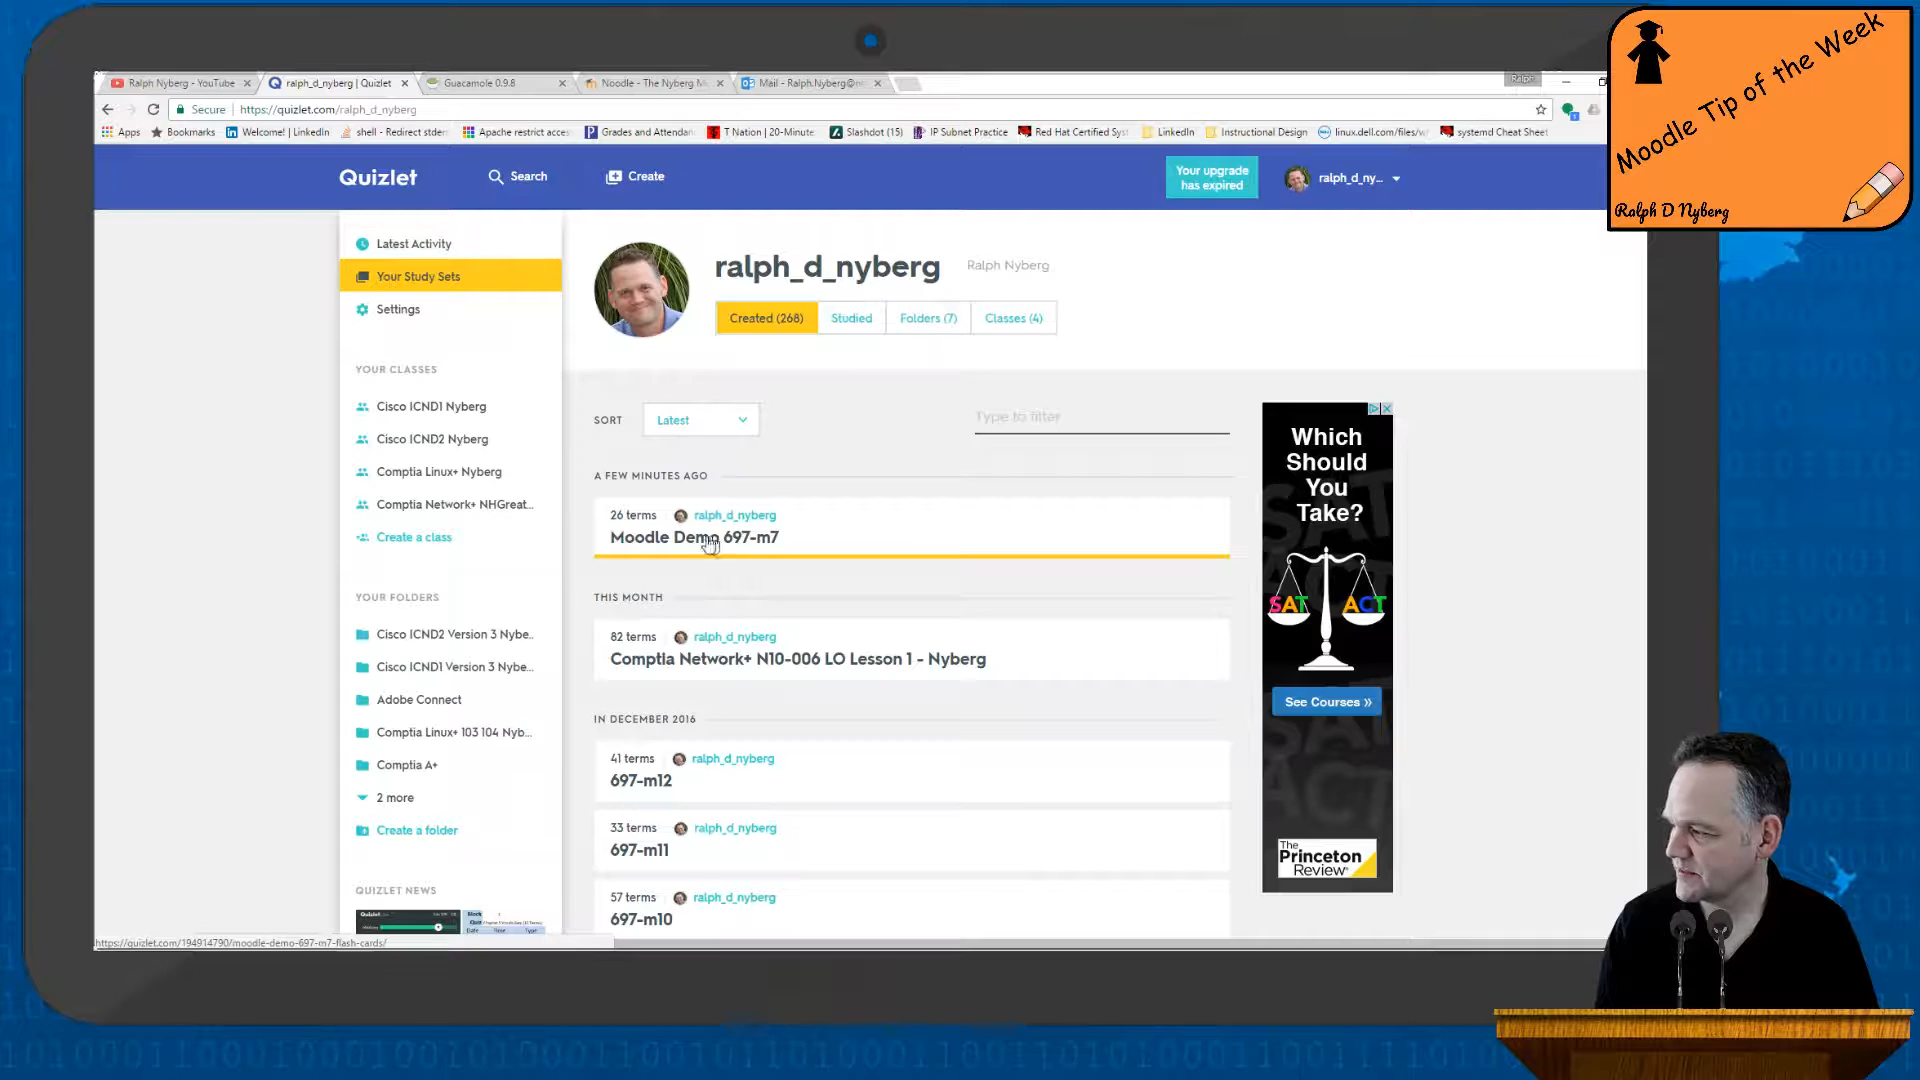 Moodle Tip of the Week
Ralph D Nyberg
Ralph Nyberg - YouTube
ralph_d_nyberg | Quizlet
Guacamole 0.9.8
Noodle - The Nyberg M
Mail - Ralph.Nyberg@n
Ralph
Secure
https://quizlet.com/ralph_d_nyberg
Apps
Bookmarks
Welcome! | LinkedIn
shell - Redirect stderr
Apache restrict acces
Grades and Attendan
T Nation | 20-Minute
Slashdot (15)
IP Subnet Practice
Red Hat Certified Sys
LinkedIn
Instructional Design
linux.dell.com/files/w
systemd Cheat Sheet
Quizlet
Search
Create
Your upgrade
has expired
ralph_d_ny...
Latest Activity
Your Study Sets
Settings
YOUR CLASSES
Cisco ICND1 Nyberg
Cisco ICND2 Nyberg
Comptia Linux+ Nyberg
Comptia Network+ NHGreat...
Create a class
YOUR FOLDERS
Cisco ICND2 Version 3 Nybe..
Cisco ICND1 Version 3 Nybe...
Adobe Connect
Comptia Linux+ 103 104 Nyb...
Comptia A+
2 more
Create a folder
QUIZLET NEWS
ralph_d_nyberg
Ralph Nyberg
Created (268)
Studied
Folders (7)
Classes (4)
SORT
Latest
Type to filter
A FEW MINUTES AGO
26 terms
ralph_d_nyberg
Moodle Demo 697-m7
THIS MONTH
82 terms
ralph_d_nyberg
Comptia Network+ N10-006 LO Lesson 1 - Nyberg
IN DECEMBER 2016
41 terms
ralph_d_nyberg
697-m12
33 terms
ralph_d_nyberg
697-m11
57 terms
ralph_d_nyberg
697-m10
Which
Should
You
Take?
SAT
ACT
See Courses »
The
Princeton
Review
https://quizlet.com/194914790/moodle-demo-697-m7-flash-cards/